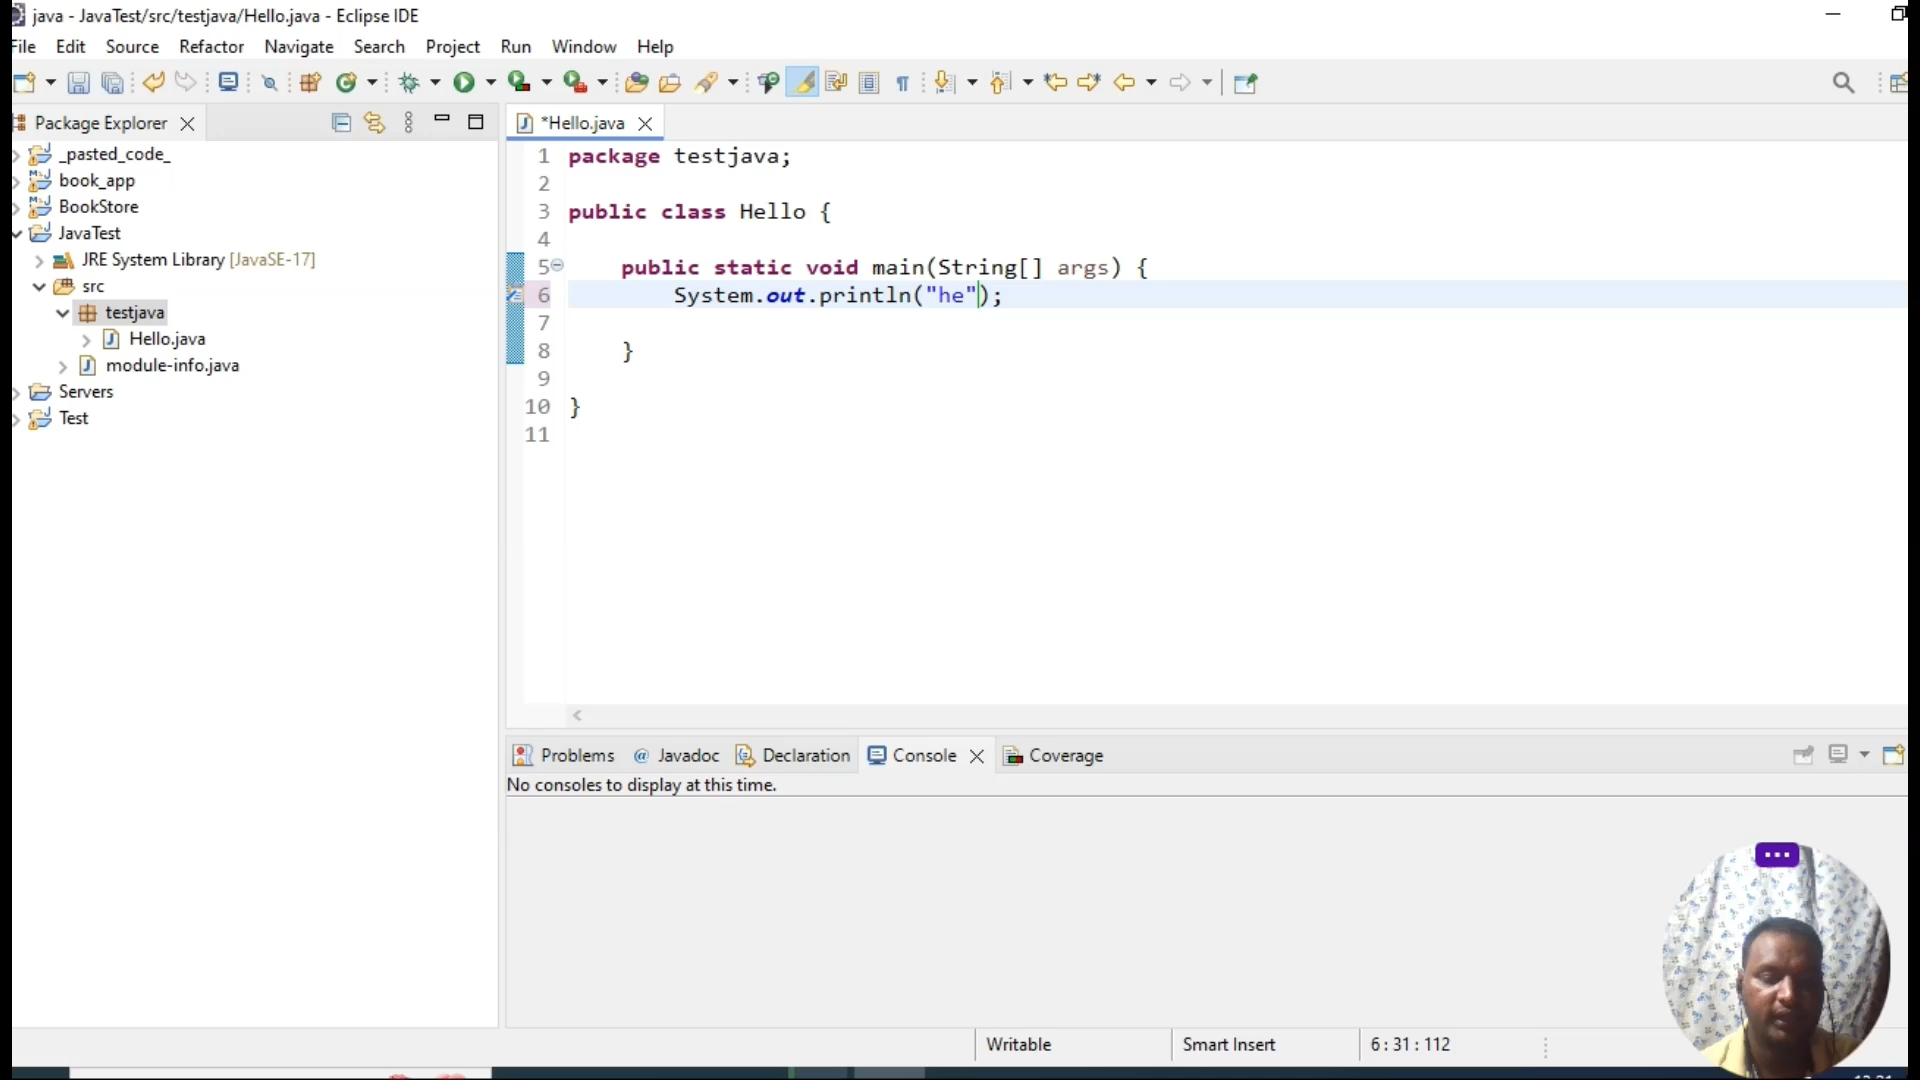 java - JavaTest/src/testjava/Hello.java - Eclipse IDE
File Edit Source Refactor Navigate Search Project Run Window Help
Package Explorer
*Hello.java
_pasted_code_
book_app
BookStore
JavaTest
JRE System Library [JavaSE-17]
src
testjava
Hello.java
module-info.java
Servers
Test
1 package testjava;
2
3 public class Hello {
4
5 public static void main(String[] args) {
6 System.out.println("he");
7
8 }
9
10 }
11
Problems @ Javadoc Declaration Console Coverage
No consoles to display at this time.
Writable Smart Insert 6 : 31 : 112